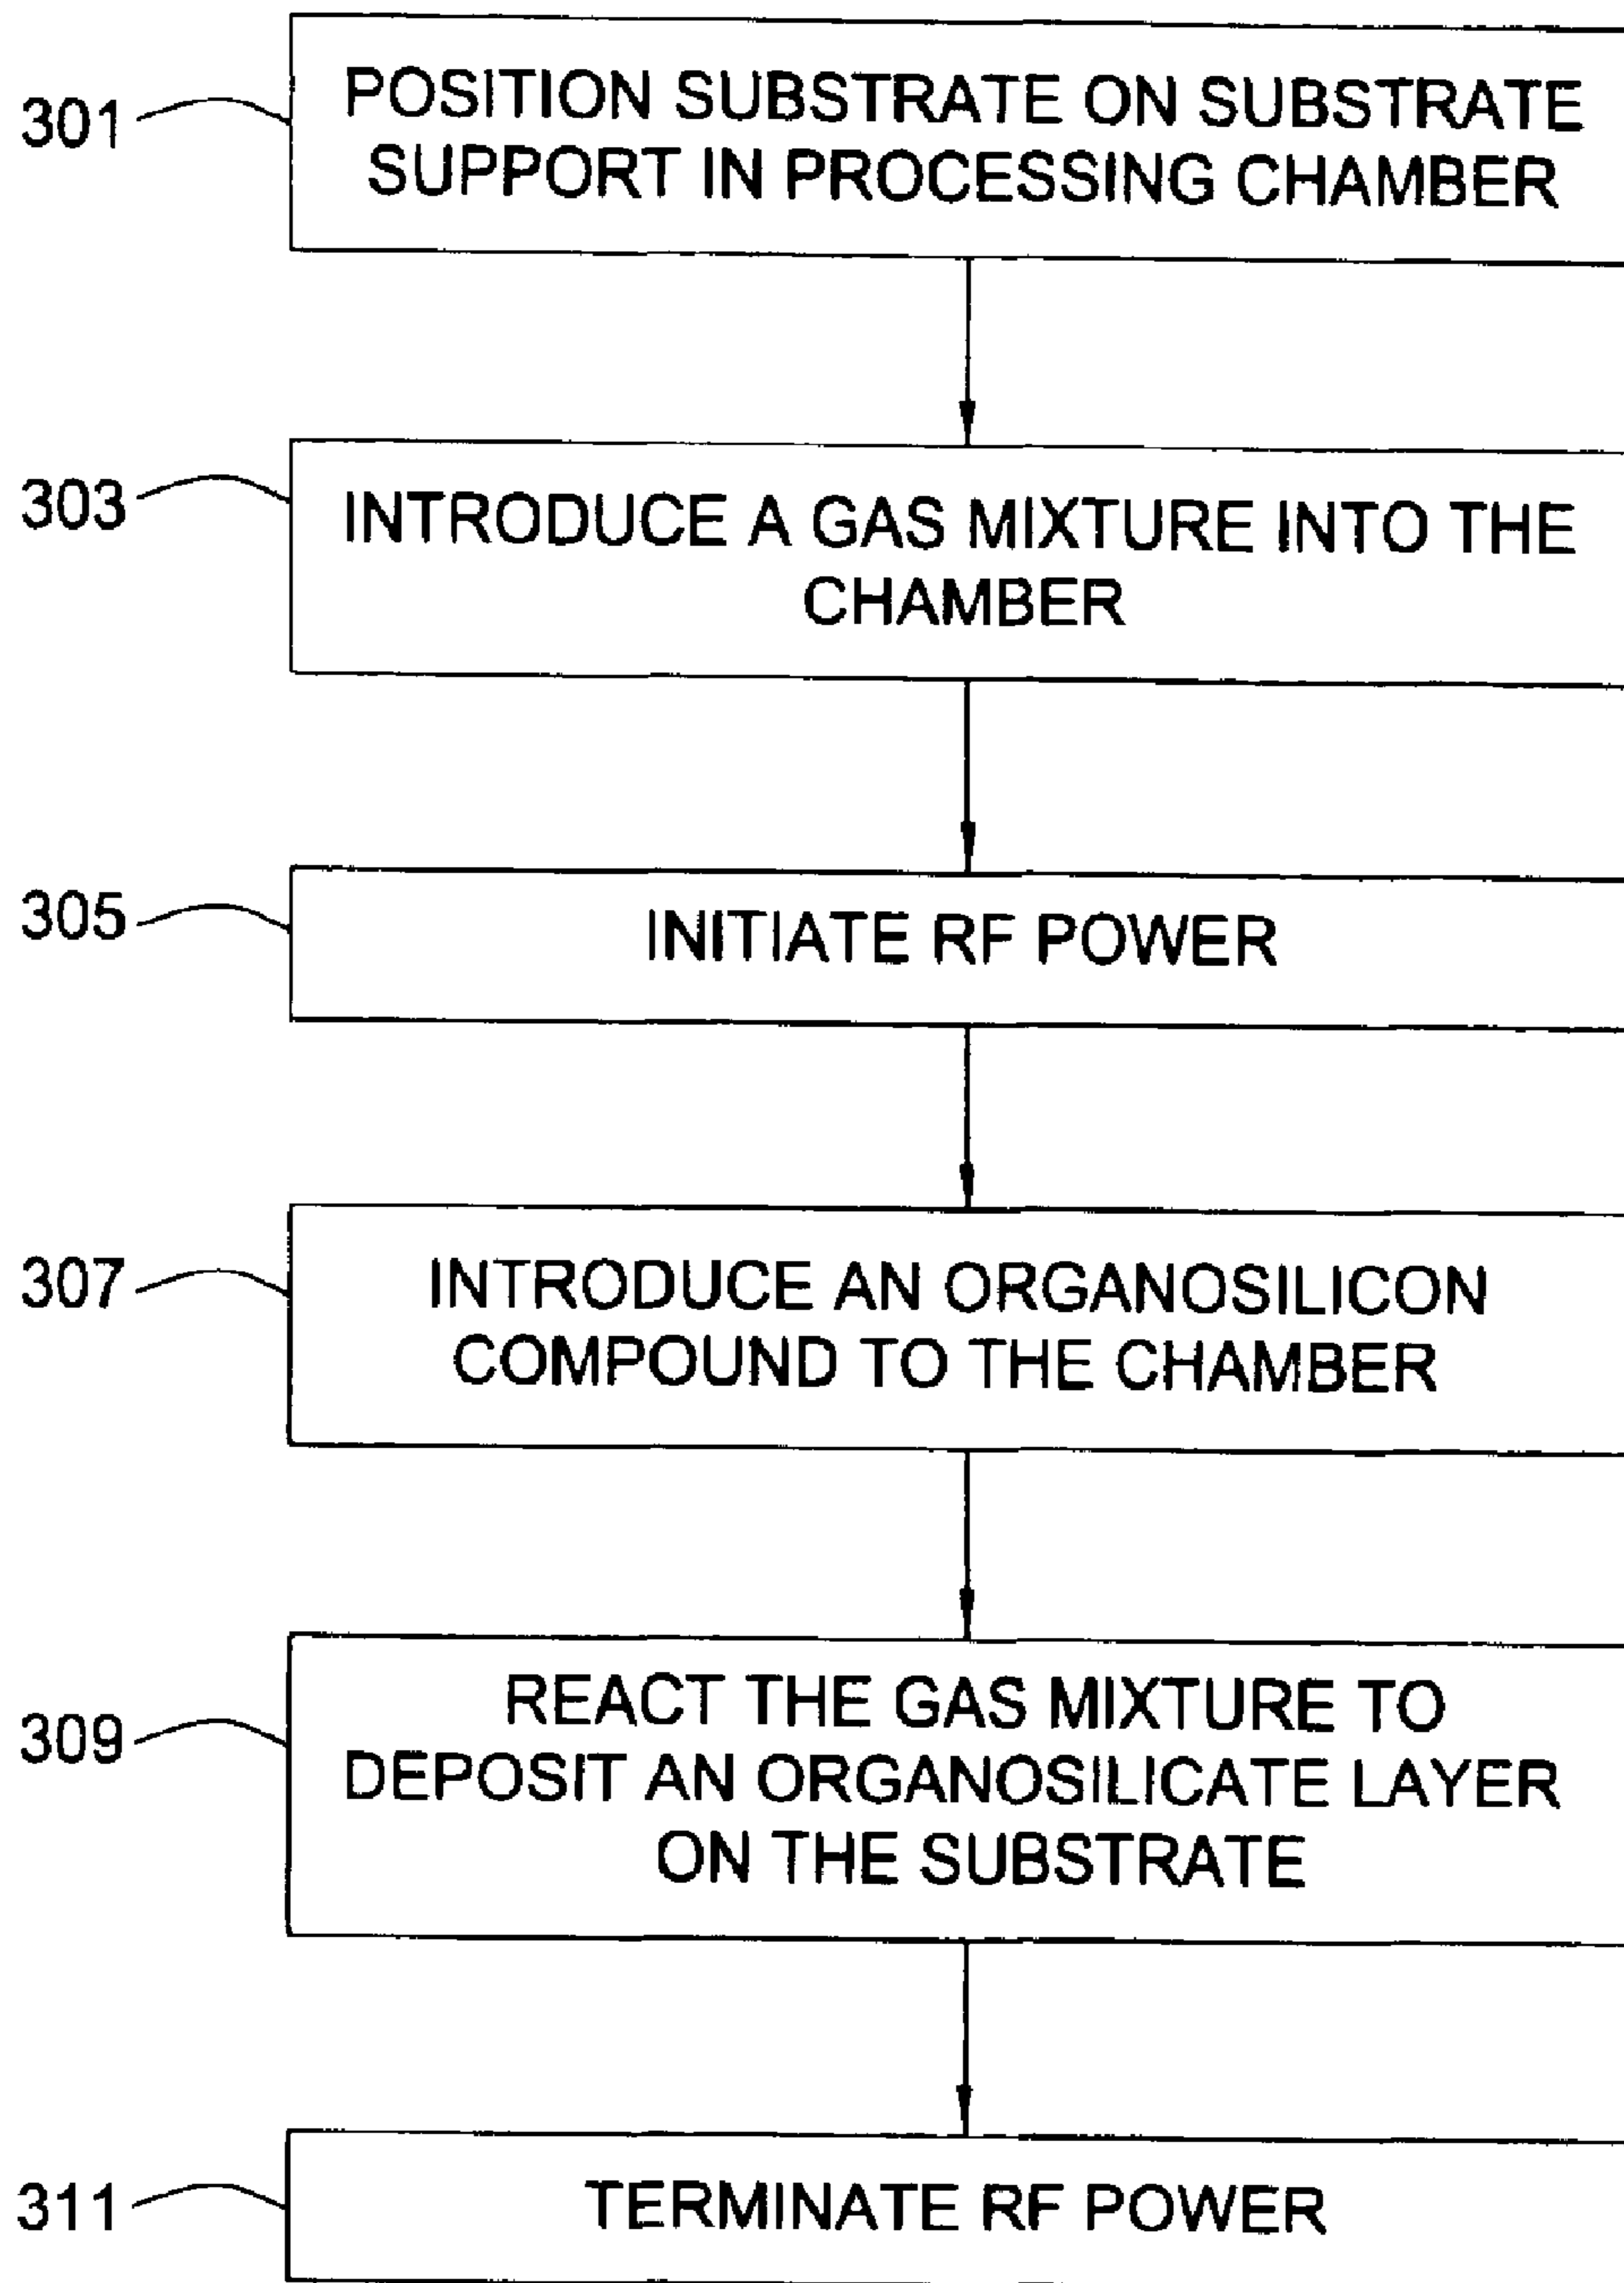 301
POSITION SUBSTRATE ON SUBSTRATE
SUPPORT IN PROCESSING CHAMBER
303
INTRODUCE A GAS MIXTURE INTO THE
CHAMBER
305
INITIATE RF POWER
307
INTRODUCE AN ORGANOSILICON
COMPOUND TO THE CHAMBER
309
REACT THE GAS MIXTURE TO
DEPOSIT AN ORGANOSILICATE LAYER
ON THE SUBSTRATE
311
TERMINATE RF POWER